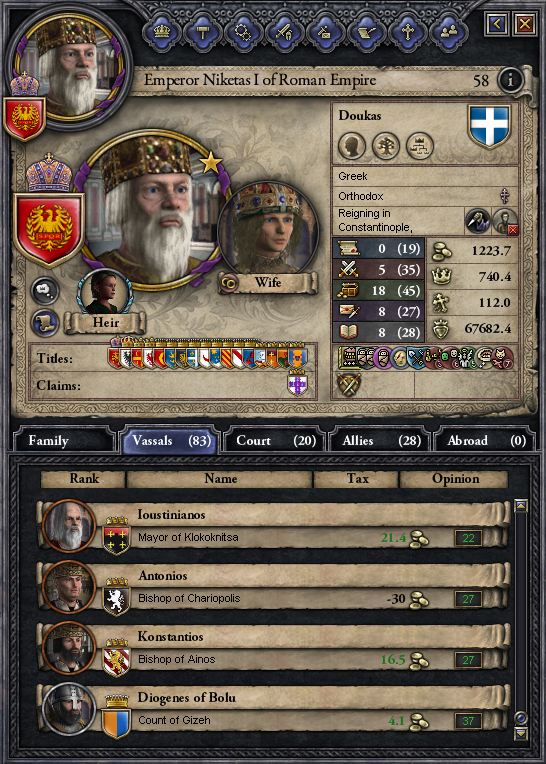 Emperor Niketas I of Roman Empire 58
Doukas
Greek
Orthodox
Reigning in
Constantinople,
SPQR
0 (19) 1223.7
5 (35) 740.4
18 (45) 112.0
8 (27) 67682.4
8 (28)
Wife
Heir
Titles:
Claims:
7
Family Vassals (83) Court (20) Allies (28) Abroad (0)
Rank Name Tax Opinion
Ioustinianos
Mayor of Klokoknitsa 21.4 22
Antonios
Bishop of Chariopolis -30 27
Konstantios
Bishop of Ainos 16.5 27
Diogenes of Bolu
Count of Gizeh 4.1 37